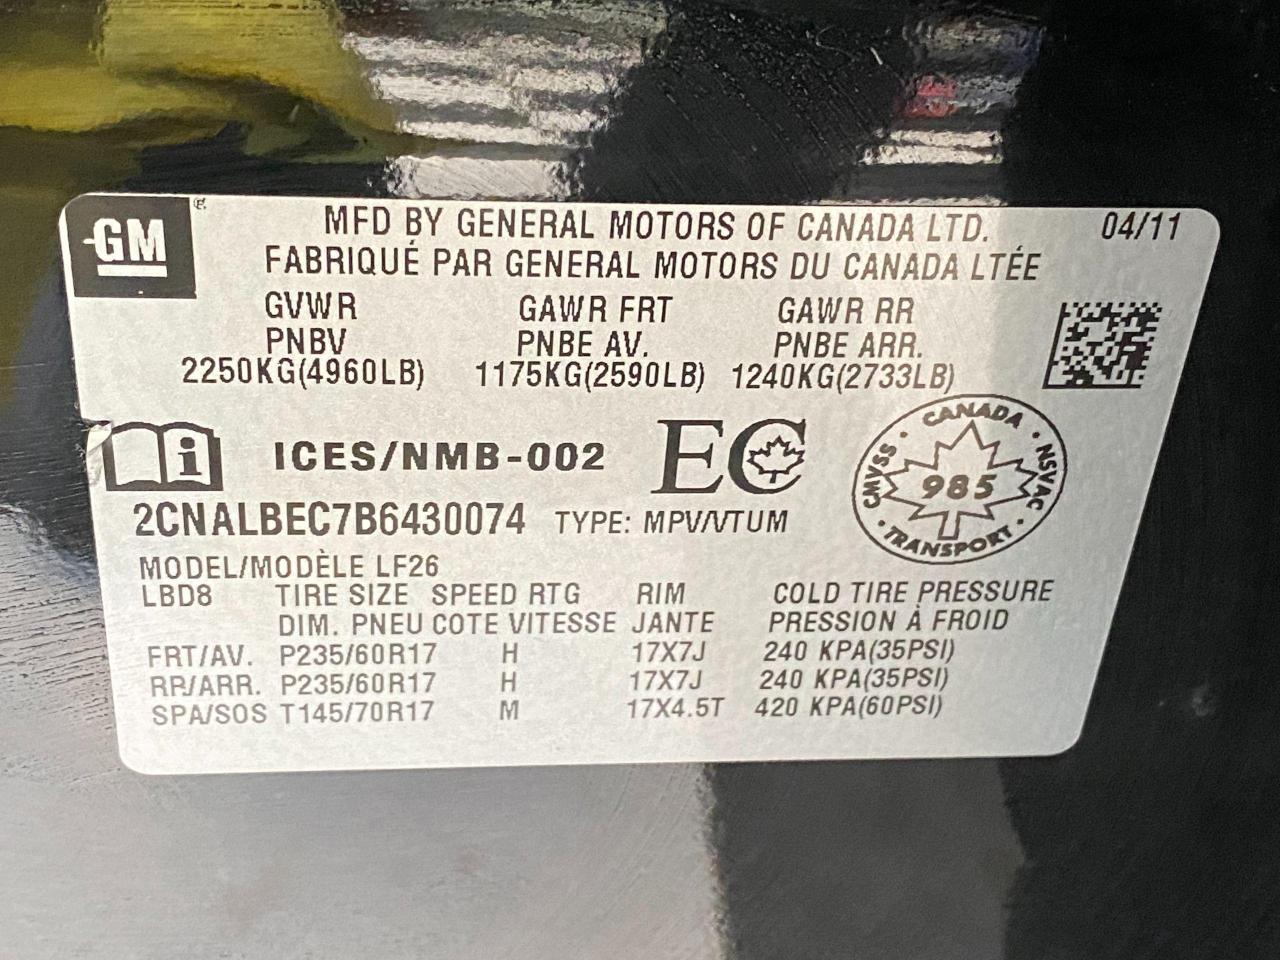 GM
MFD BY GENERAL MOTORS OF CANADA LTD. 04/11
FABRIQUÉ PAR GENERAL MOTORS DU CANADA LTÉE
GVWR GAWR FRT GAWR RR
PNBV PNBE AV. PNBE ARR.
2250KG(4960LB) 1175KG(2590LB) 1240KG(2733LB)
i ICES/NMB-002 EC
CANADA
CMVSS 985 NSVAC
TRANSPORT
2CNALBEC7B6430074 TYPE: MPV/VTUM
MODEL/MODÈLE LF26
LBD8 TIRE SIZE SPEED RTG RIM COLD TIRE PRESSURE
DIM. PNEU COTE VITESSE JANTE PRESSION À FROID
FRT/AV. P235/60R17 H 17X7J 240 KPA(35PSI)
RR/ARR. P235/60R17 H 17X7J 240 KPA(35PSI)
SPA/SOS T145/70R17 M 17X4.5T 420 KPA(60PSI)